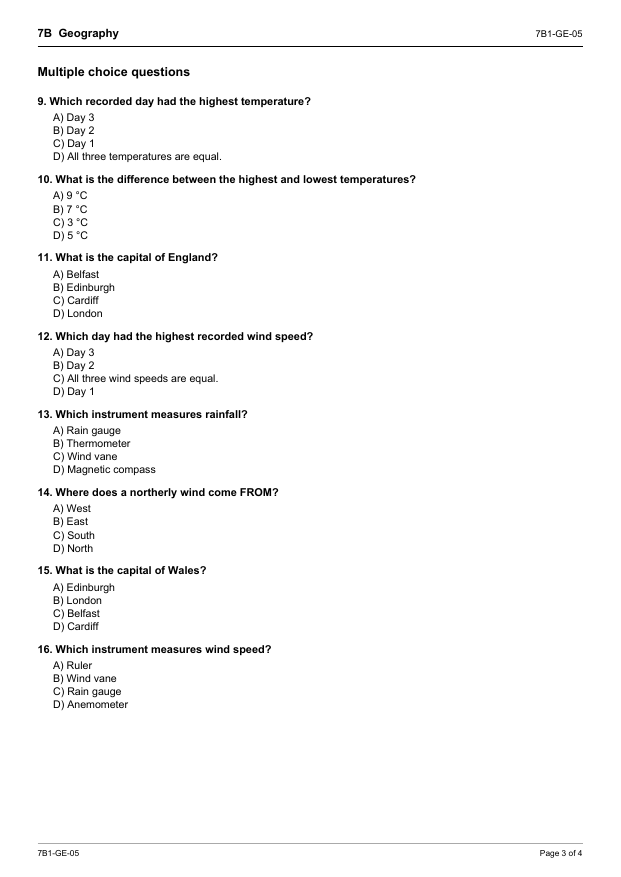 7B Geography
7B1-GE-05
Multiple choice questions
9. Which recorded day had the highest temperature?
A) Day 3
B) Day 2
C) Day 1
D) All three temperatures are equal.
10. What is the difference between the highest and lowest temperatures?
A) 9 °C
B) 7 °C
C) 3 °C
D) 5 °C
11. What is the capital of England?
A) Belfast
B) Edinburgh
C) Cardiff
D) London
12. Which day had the highest recorded wind speed?
A) Day 3
B) Day 2
C) All three wind speeds are equal.
D) Day 1
13. Which instrument measures rainfall?
A) Rain gauge
B) Thermometer
C) Wind vane
D) Magnetic compass
14. Where does a northerly wind come FROM?
A) West
B) East
C) South
D) North
15. What is the capital of Wales?
A) Edinburgh
B) London
C) Belfast
D) Cardiff
16. Which instrument measures wind speed?
A) Ruler
B) Wind vane
C) Rain gauge
D) Anemometer
7B1-GE-05
Page 3 of 4